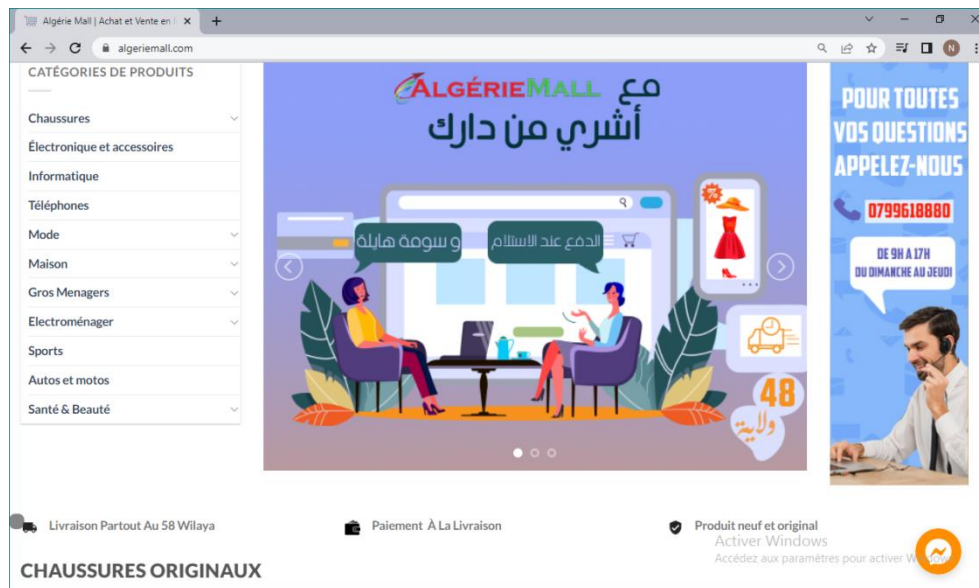 Algérie Mall | Achat et Vente en
algeriemall.com
N
CATÉGORIES DE PRODUITS
Chaussures
Électronique et accessoires
Informatique
Téléphones
Mode
Maison
Gros Menagers
Electroménager
Sports
Autos et motos
Santé & Beauté
مع ALGÉRIEMALL
أشري من دارك
الدفع عند الاستلام
و سومة هايلة
48
ولاية
POUR TOUTES
VOS QUESTIONS
APPELEZ-NOUS
0799618880
DE 9H A 17H
DU DIMANCHE AU JEUDI
Livraison Partout Au 58 Wilaya
Paiement À La Livraison
Produit neuf et original
Activer Windows
Accédez aux paramètres pour activer
CHAUSSURES ORIGINAUX